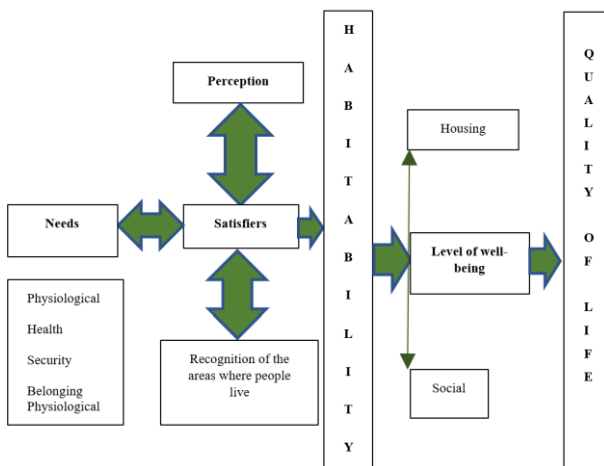 Perception
Needs
Satisfiers
Physiological
Health
Security
Belonging
Physiological
Recognition of the
areas where people
live
H
A
B
I
T
A
B
I
L
I
T
Y
Housing
Level of well-
being
Social
Q
U
A
L
I
T
Y
O
F
L
I
F
E